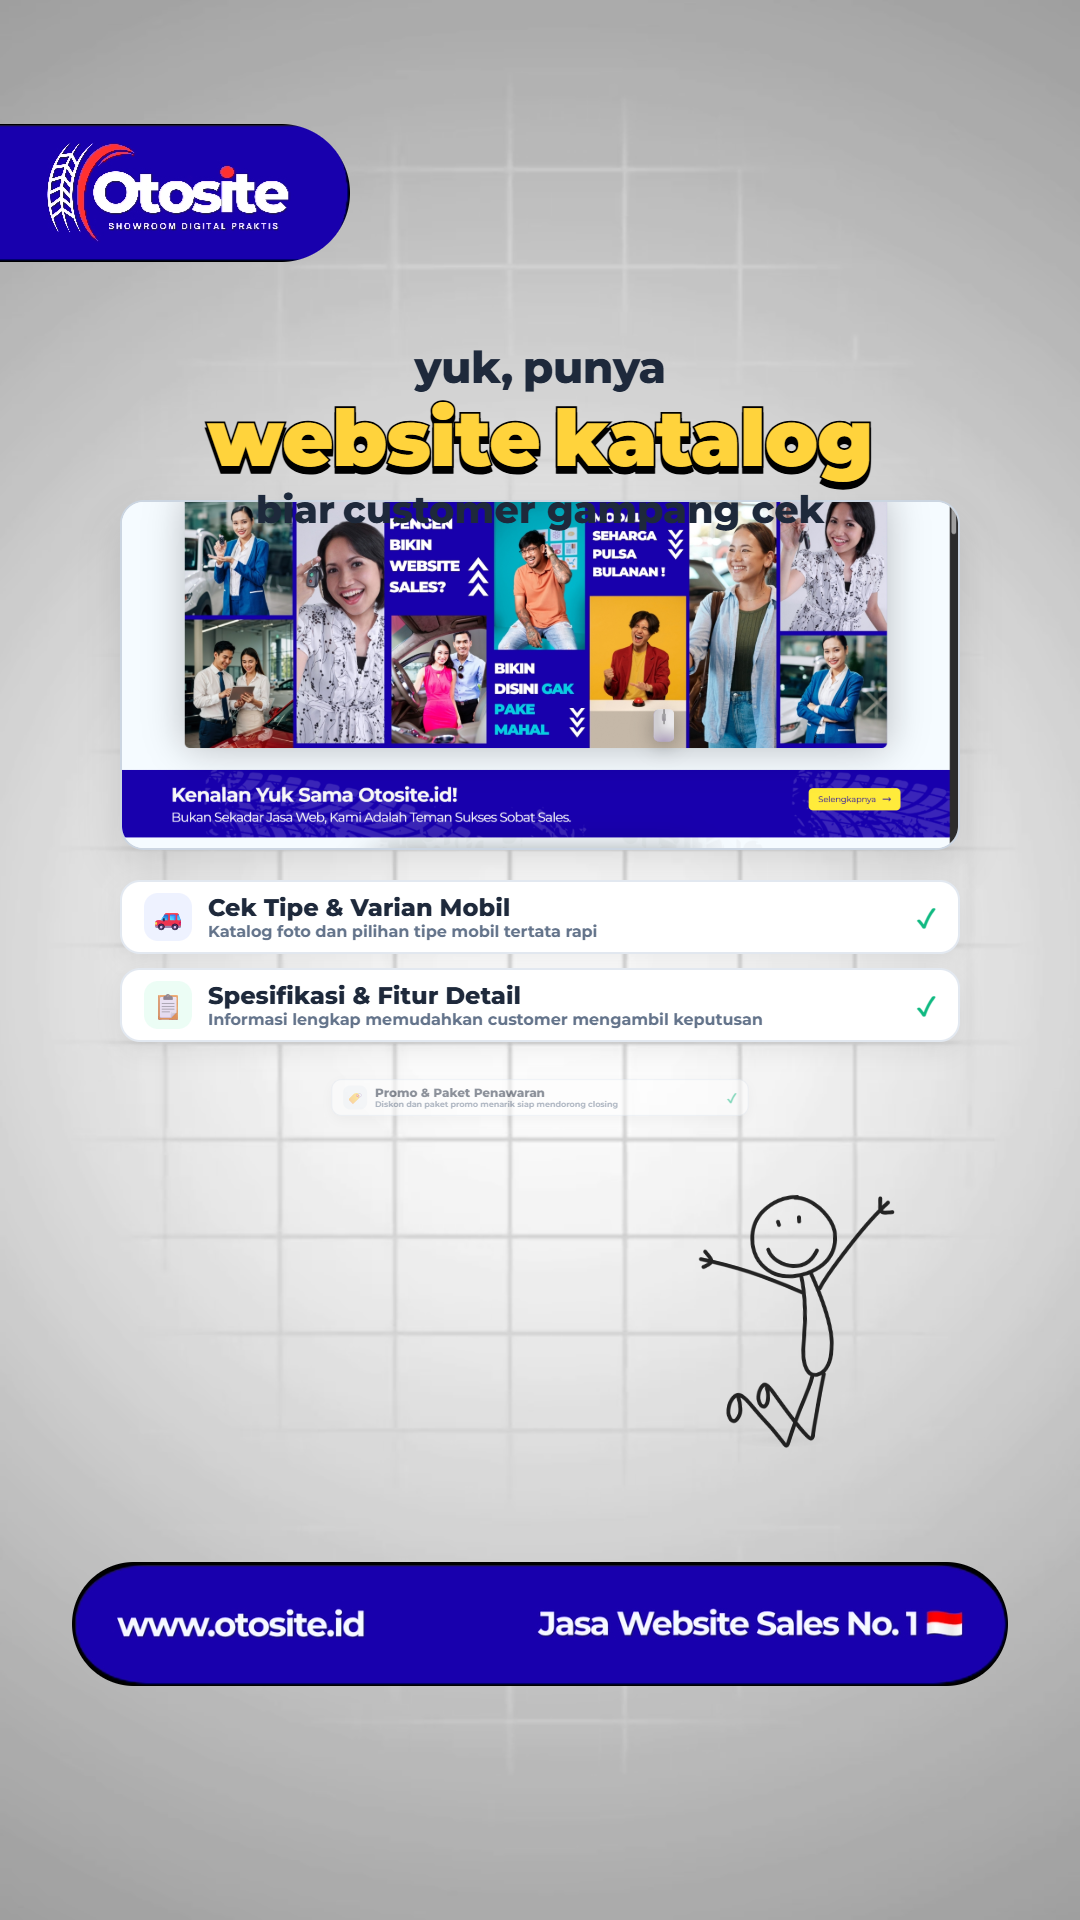 Otosite
SHOWROOM DIGITAL PRAKTIS
yuk, punya
website katalog
biar customer gampang cek
PENGEN
BIKIN
WEBSITE
SALES?
MODAL
SEHARGA
PULSA
BULANAN !
BIKIN
DISINI GAK
PAKE
MAHAL
Kenalan Yuk Sama Otosite.id!
Bukan Sekadar Jasa Web, Kami Adalah Teman Sukses Sobat Sales.
Selengkapnya →
Cek Tipe & Varian Mobil
Katalog foto dan pilihan tipe mobil tertata rapi
Spesifikasi & Fitur Detail
Informasi lengkap memudahkan customer mengambil keputusan
Promo & Paket Penawaran
Diskon dan paket promo menarik siap mendorong closing
www.otosite.id
Jasa Website Sales No. 1 🇮🇩